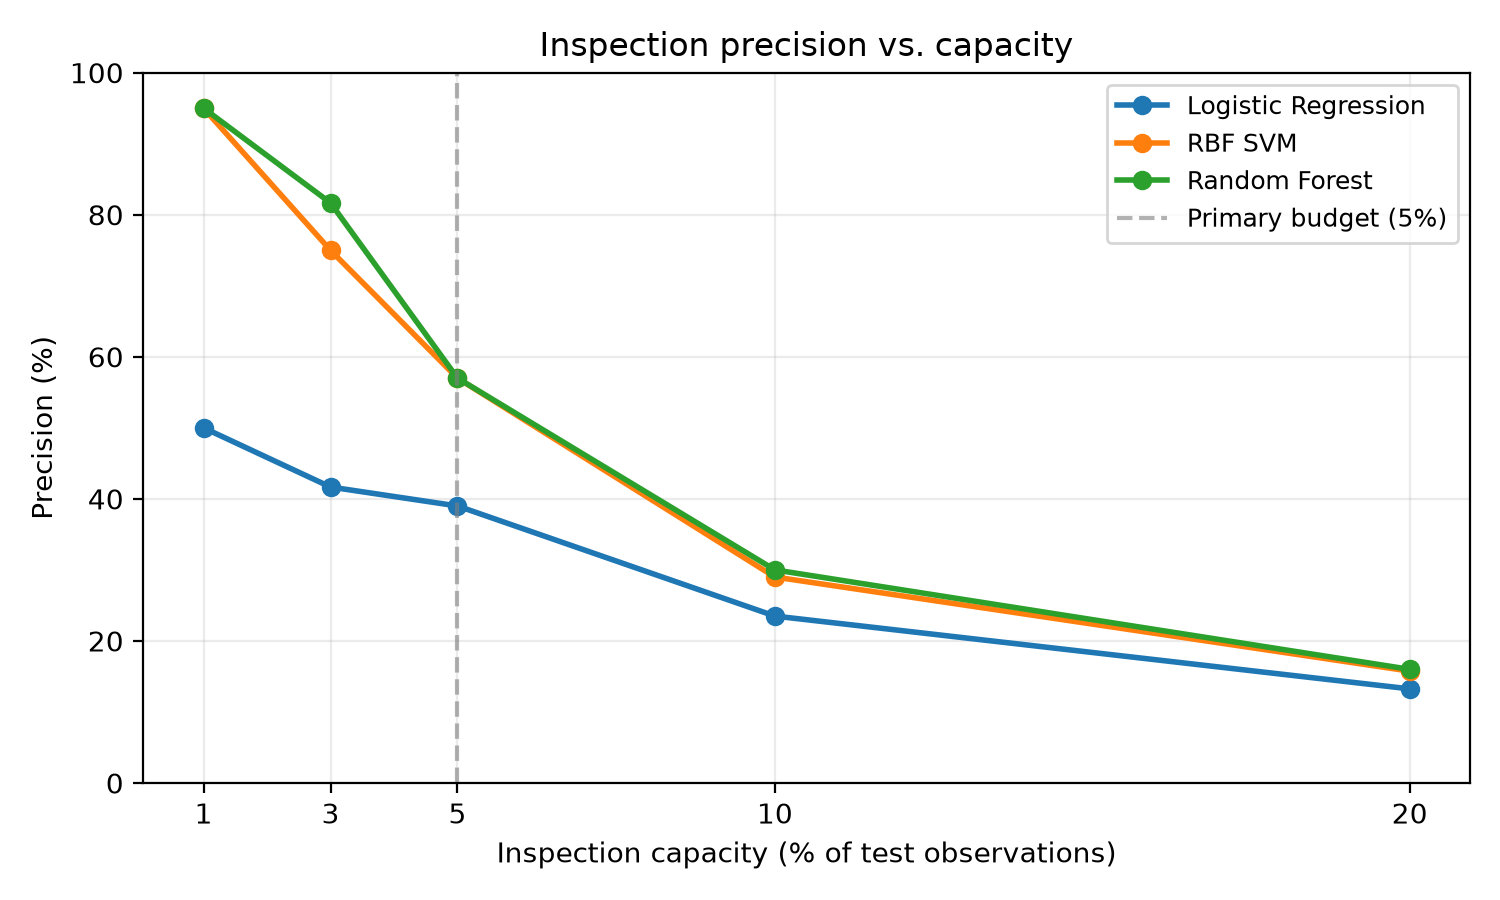 Inspection precision vs. capacity
100
80
60
40
20
0
Precision (%)
Logistic Regression
RBF SVM
Random Forest
Primary budget (5%)
1 3 5 10 20
Inspection capacity (% of test observations)